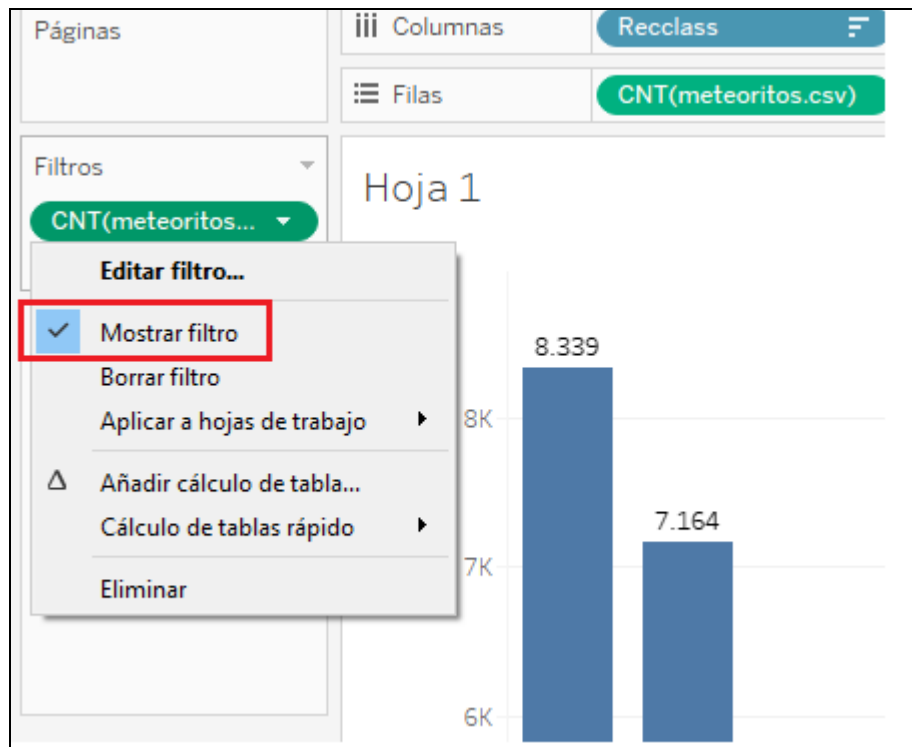 Páginas
Columnas
Recclass
Filas
CNT(meteoritos.csv)
Filtros
CNT(meteoritos...
Hoja 1
Editar filtro...
Mostrar filtro
Borrar filtro
Aplicar a hojas de trabajo
Añadir cálculo de tabla...
Cálculo de tablas rápido
Eliminar
8.339
8K
7.164
7K
6K